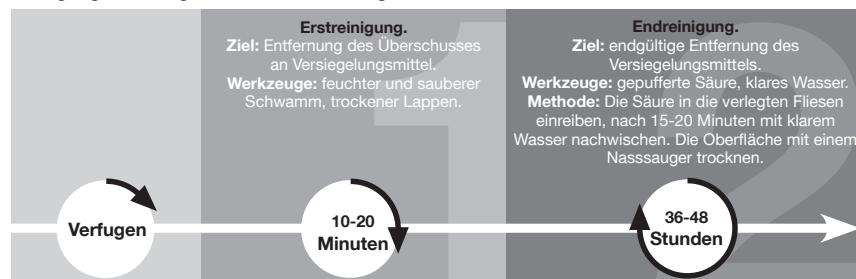 Erstreinigung.
Ziel: Entfernung des Überschusses
an Versiegelungsmittel.
Werkzeuge: feuchter und sauberer
Schwamm, trockener Lappen.
Endreinigung.
Ziel: endgültige Entfernung des
Versiegelungsmittels.
Werkzeuge: gepufferte Säure, klares Wasser.
Methode: Die Säure in die verlegten Fliesen
einreiben, nach 15-20 Minuten mit klarem
Wasser nachwischen. Die Oberfläche mit einem
Nasssauger trocknen.
1
2
Verfugen
10-20
Minuten
36-48
Stunden